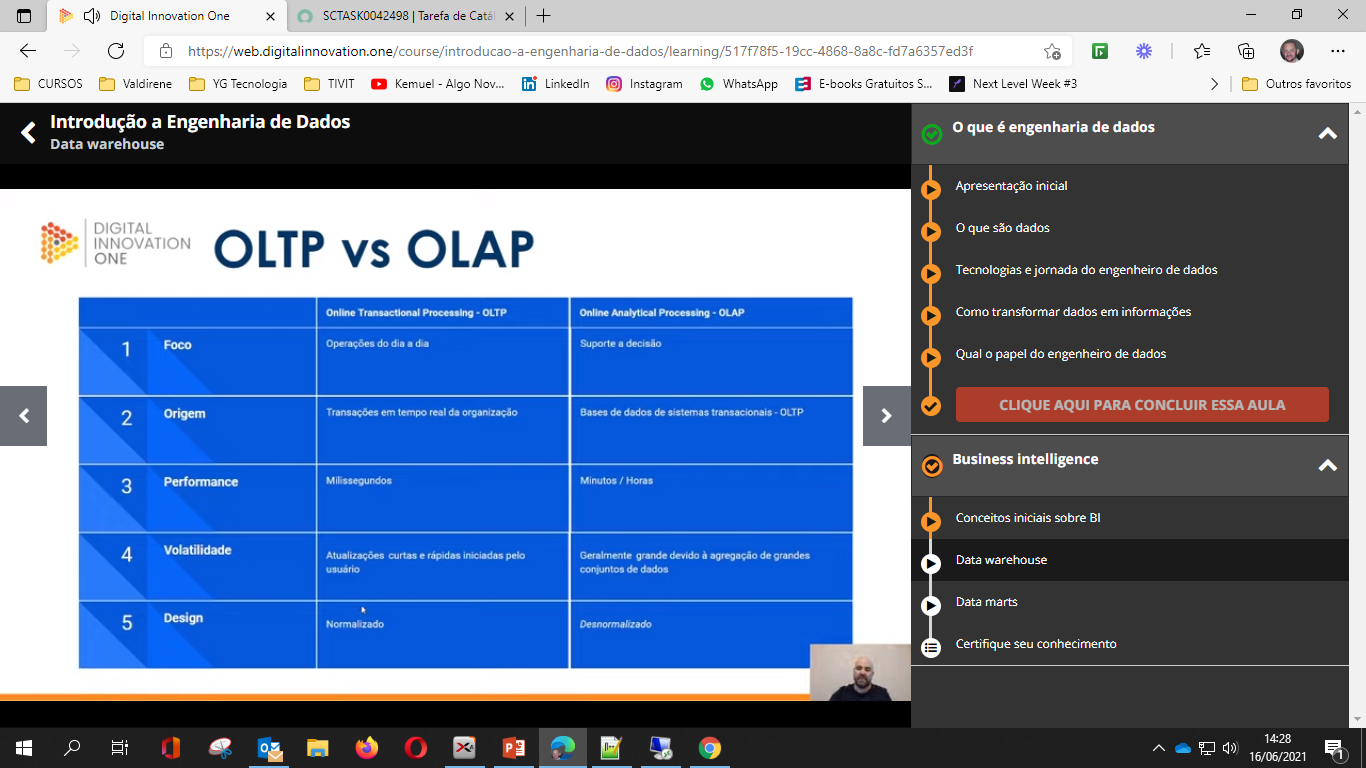 Digital Innovation One
SCTASK0042498 | Tarefa de Catál
https://web.digitalinnovation.one/course/introducao-a-engenharia-de-dados/learning/517f78f5-19cc-4868-8a8c-fd7a6357ed3f
CURSOS Valdirene YG Tecnologia TIVIT Kemuel - Algo Nov... LinkedIn Instagram WhatsApp E-books Gratuitos S... Next Level Week #3 Outros favoritos
Introdução a Engenharia de Dados
Data warehouse
DIGITAL
INNOVATION
ONE
OLTP vs OLAP
Online Transactional Processing - OLTP Online Analytical Processing - OLAP
1 Foco Operações do dia a dia Suporte a decisão
2 Origem Transações em tempo real da organização Bases de dados de sistemas transacionais - OLTP
3 Performance Milissegundos Minutos / Horas
4 Volatilidade Atualizações curtas e rápidas iniciadas pelo usuário Geralmente grande devido à agregação de grandes conjuntos de dados
5 Design Normalizado Desnormalizado
O que é engenharia de dados
Apresentação inicial
O que são dados
Tecnologias e jornada do engenheiro de dados
Como transformar dados em informações
Qual o papel do engenheiro de dados
CLIQUE AQUI PARA CONCLUIR ESSA AULA
Business intelligence
Conceitos iniciais sobre BI
Data warehouse
Data marts
Certifique seu conhecimento
14:28
16/06/2021
1